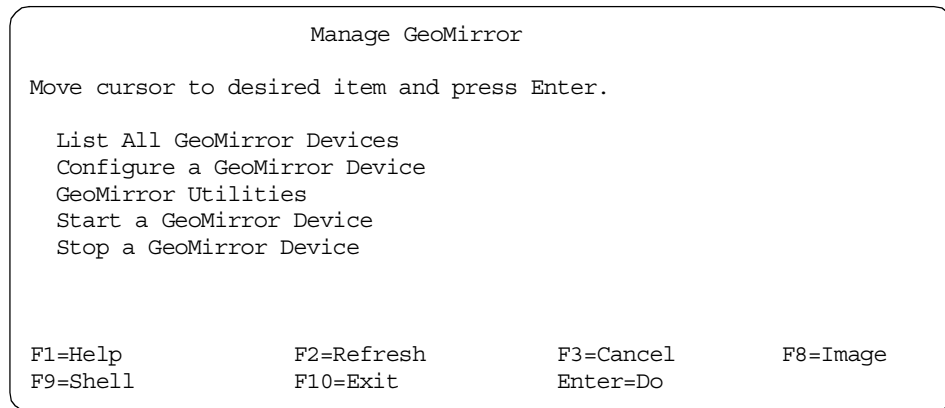 Manage GeoMirror
Move cursor to desired item and press Enter.
List All GeoMirror Devices
Configure a GeoMirror Device
GeoMirror Utilities
Start a GeoMirror Device
Stop a GeoMirror Device
F1=Help F2=Refresh F3=Cancel F8=Image
F9=Shell F10=Exit Enter=Do